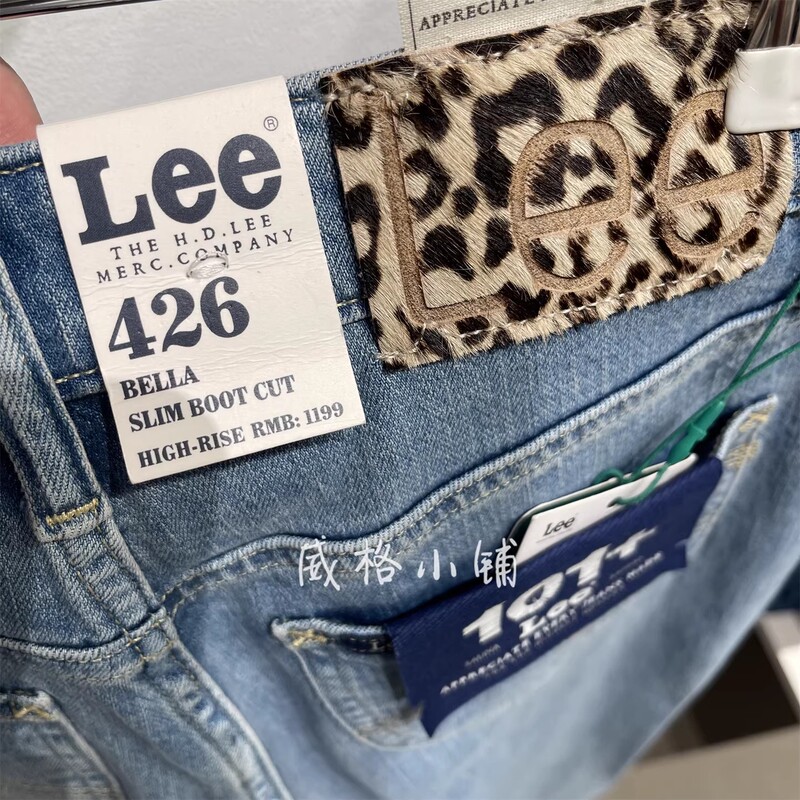 APPRECIATE
Lee®
THE H.D.LEE
MERC.COMPANY
426
BELLA
SLIM BOOT CUT
HIGH-RISE RMB: 1199
Lee
Lee
101+
Lee
威格小铺